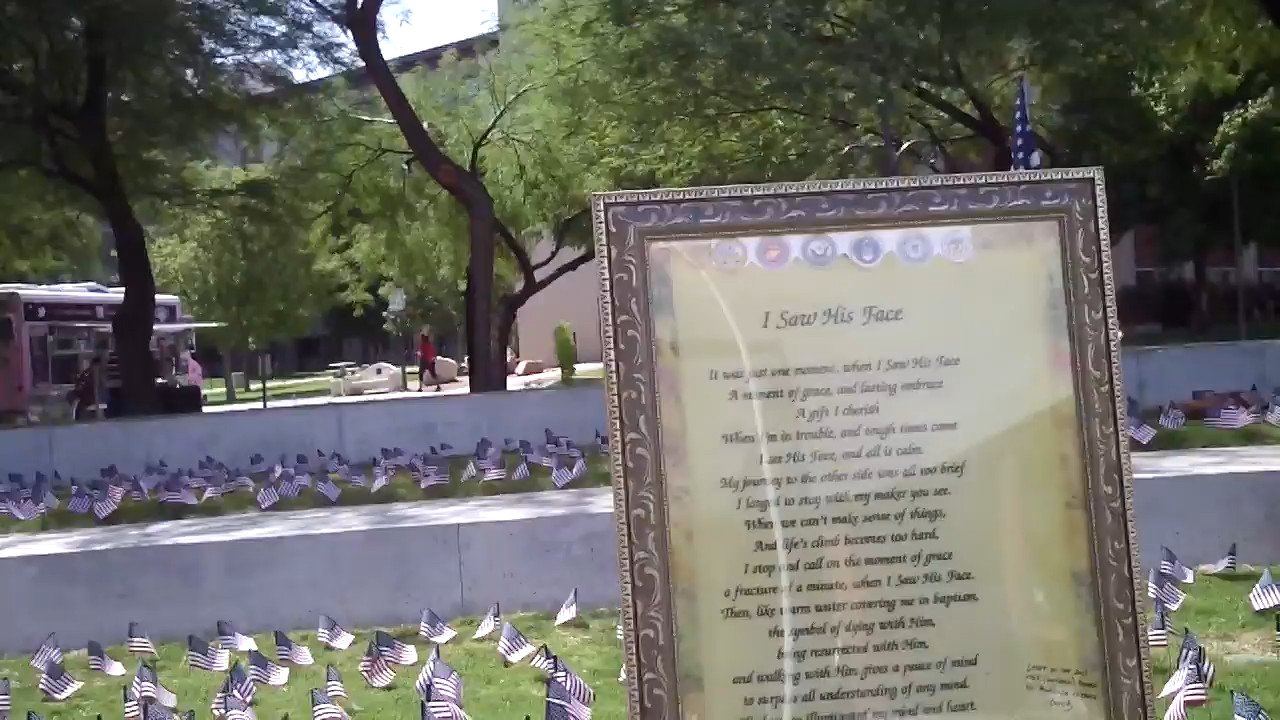 I Saw His Face
It was just one moment, when I Saw His Face
A moment of grace, and lasting embrace
A gift I cherish
When I'm in trouble, and tough times come
I see His Face, and all is calm.
My journey to the other side was all too brief
I longed to stay with my maker you see.
When we can't make sense of things,
And life's climb becomes too hard,
I stop and call on the moment of grace
a fracture of a minute, when I Saw His Face.
Then, like warm water covering me in baptism,
the symbol of dying with Him,
being resurrected with Him,
and walking with Him gives a peace of mind
to surpass all understanding of any mind.
of my mind and heart.